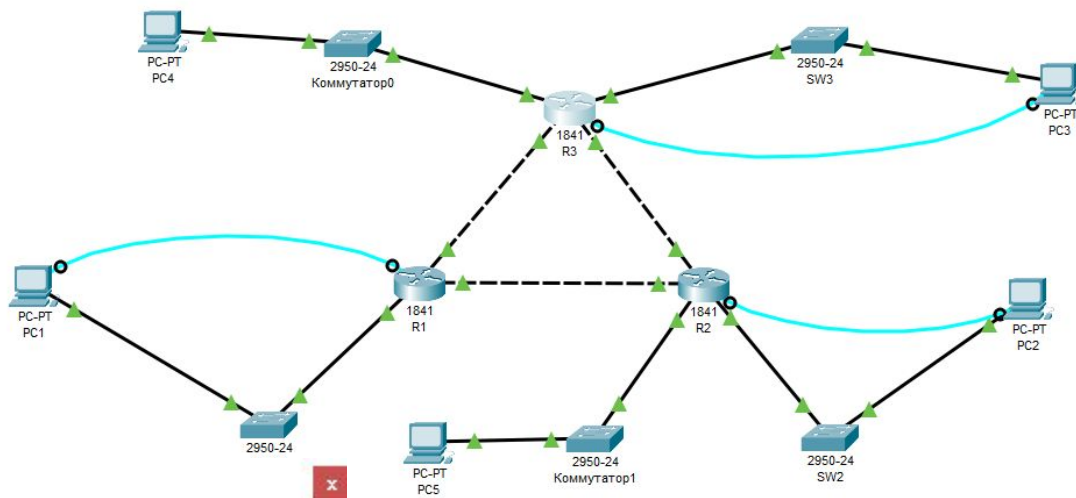 PC-PT
PC4
2950-24
Коммутатор0
2950-24
SW3
PC-PT
PC3
1841
R3
PC-PT
PC1
1841
R1
1841
R2
PC-PT
PC2
2950-24
PC-PT
PC5
2950-24
Коммутатор1
2950-24
SW2
x